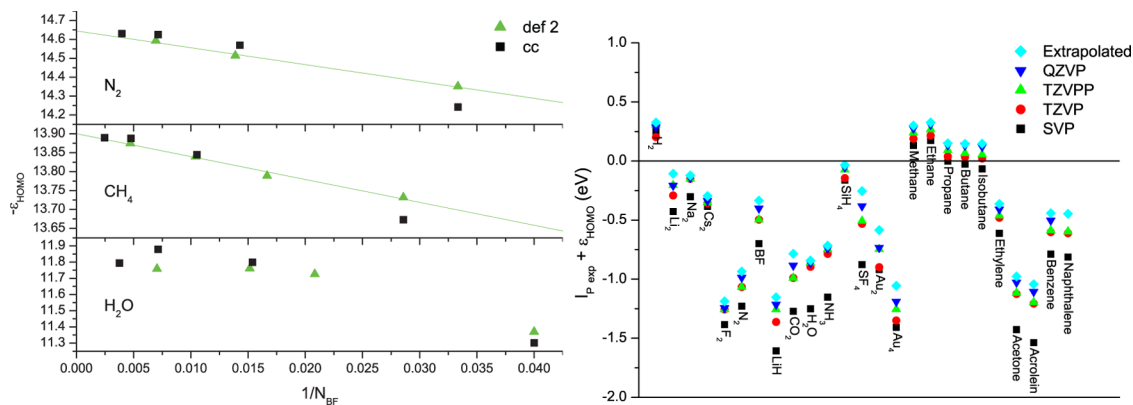 14.7
14.6
14.5
14.4
14.3
14.2
N2
def 2
cc
-εHOMO
13.90
13.85
13.80
13.75
13.70
13.65
CH4
11.9
11.8
11.7
11.6
11.5
11.4
11.3
H2O
0.000 0.005 0.010 0.015 0.020 0.025 0.030 0.035 0.040
1/NBF
IP exp + εHOMO (eV)
1.0
0.5
0.0
-0.5
-1.0
-1.5
-2.0
Extrapolated
QZVP
TZVPP
TZVP
SVP
H2
Li2
Na2
Cs2
F2
N2
BF
LiH
CO2
H2O
NH3
SiH4
SF4
Au2
Au4
Methane
Ethane
Propane
Butane
Isobutane
Ethylene
Acetone
Acrolein
Benzene
Naphthalene